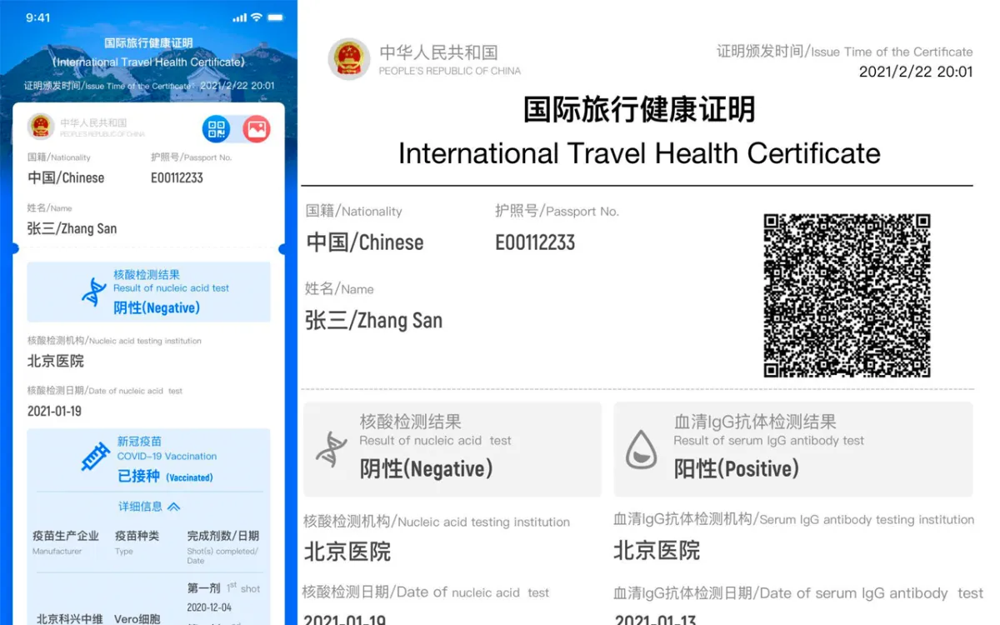 9:41
国际旅行健康证明
(International Travel Health Certificate)
证明颁发时间/Issue Time of the Certificate: 2021/2/22 20:01
中华人民共和国
PEOPLE'S REPUBLIC OF CHINA
国籍/Nationality
护照号/Passport No.
中国/Chinese
E00112233
姓名/Name
张三/Zhang San
核酸检测结果
Result of nucleic acid test
阴性(Negative)
核酸检测机构/Nucleic acid testing institution
北京医院
核酸检测日期/Date of nucleic acid test
2021-01-19
新冠疫苗
COVID-19 Vaccination
已接种 (Vaccinated)
详细信息
疫苗生产企业
疫苗种类
完成剂数/日期
Manufacturer
Type
Shot(s) completed/
Date
第一剂 1st shot
2020-12-04
北京科兴中维
Vero细胞
中华人民共和国
PEOPLE'S REPUBLIC OF CHINA
证明颁发时间/Issue Time of the Certificate
2021/2/22 20:01
国际旅行健康证明
International Travel Health Certificate
国籍/Nationality
护照号/Passport No.
中国/Chinese
E00112233
姓名/Name
张三/Zhang San
核酸检测结果
Result of nucleic acid test
阴性(Negative)
血清IgG抗体检测结果
Result of serum IgG antibody test
阳性(Positive)
核酸检测机构/Nucleic acid testing institution
血清IgG抗体检测机构/Serum IgG antibody testing institution
北京医院
北京医院
核酸检测日期/Date of nucleic acid test
血清IgG抗体检测日期/Date of serum IgG antibody test
2021-01-19
2021-01-13